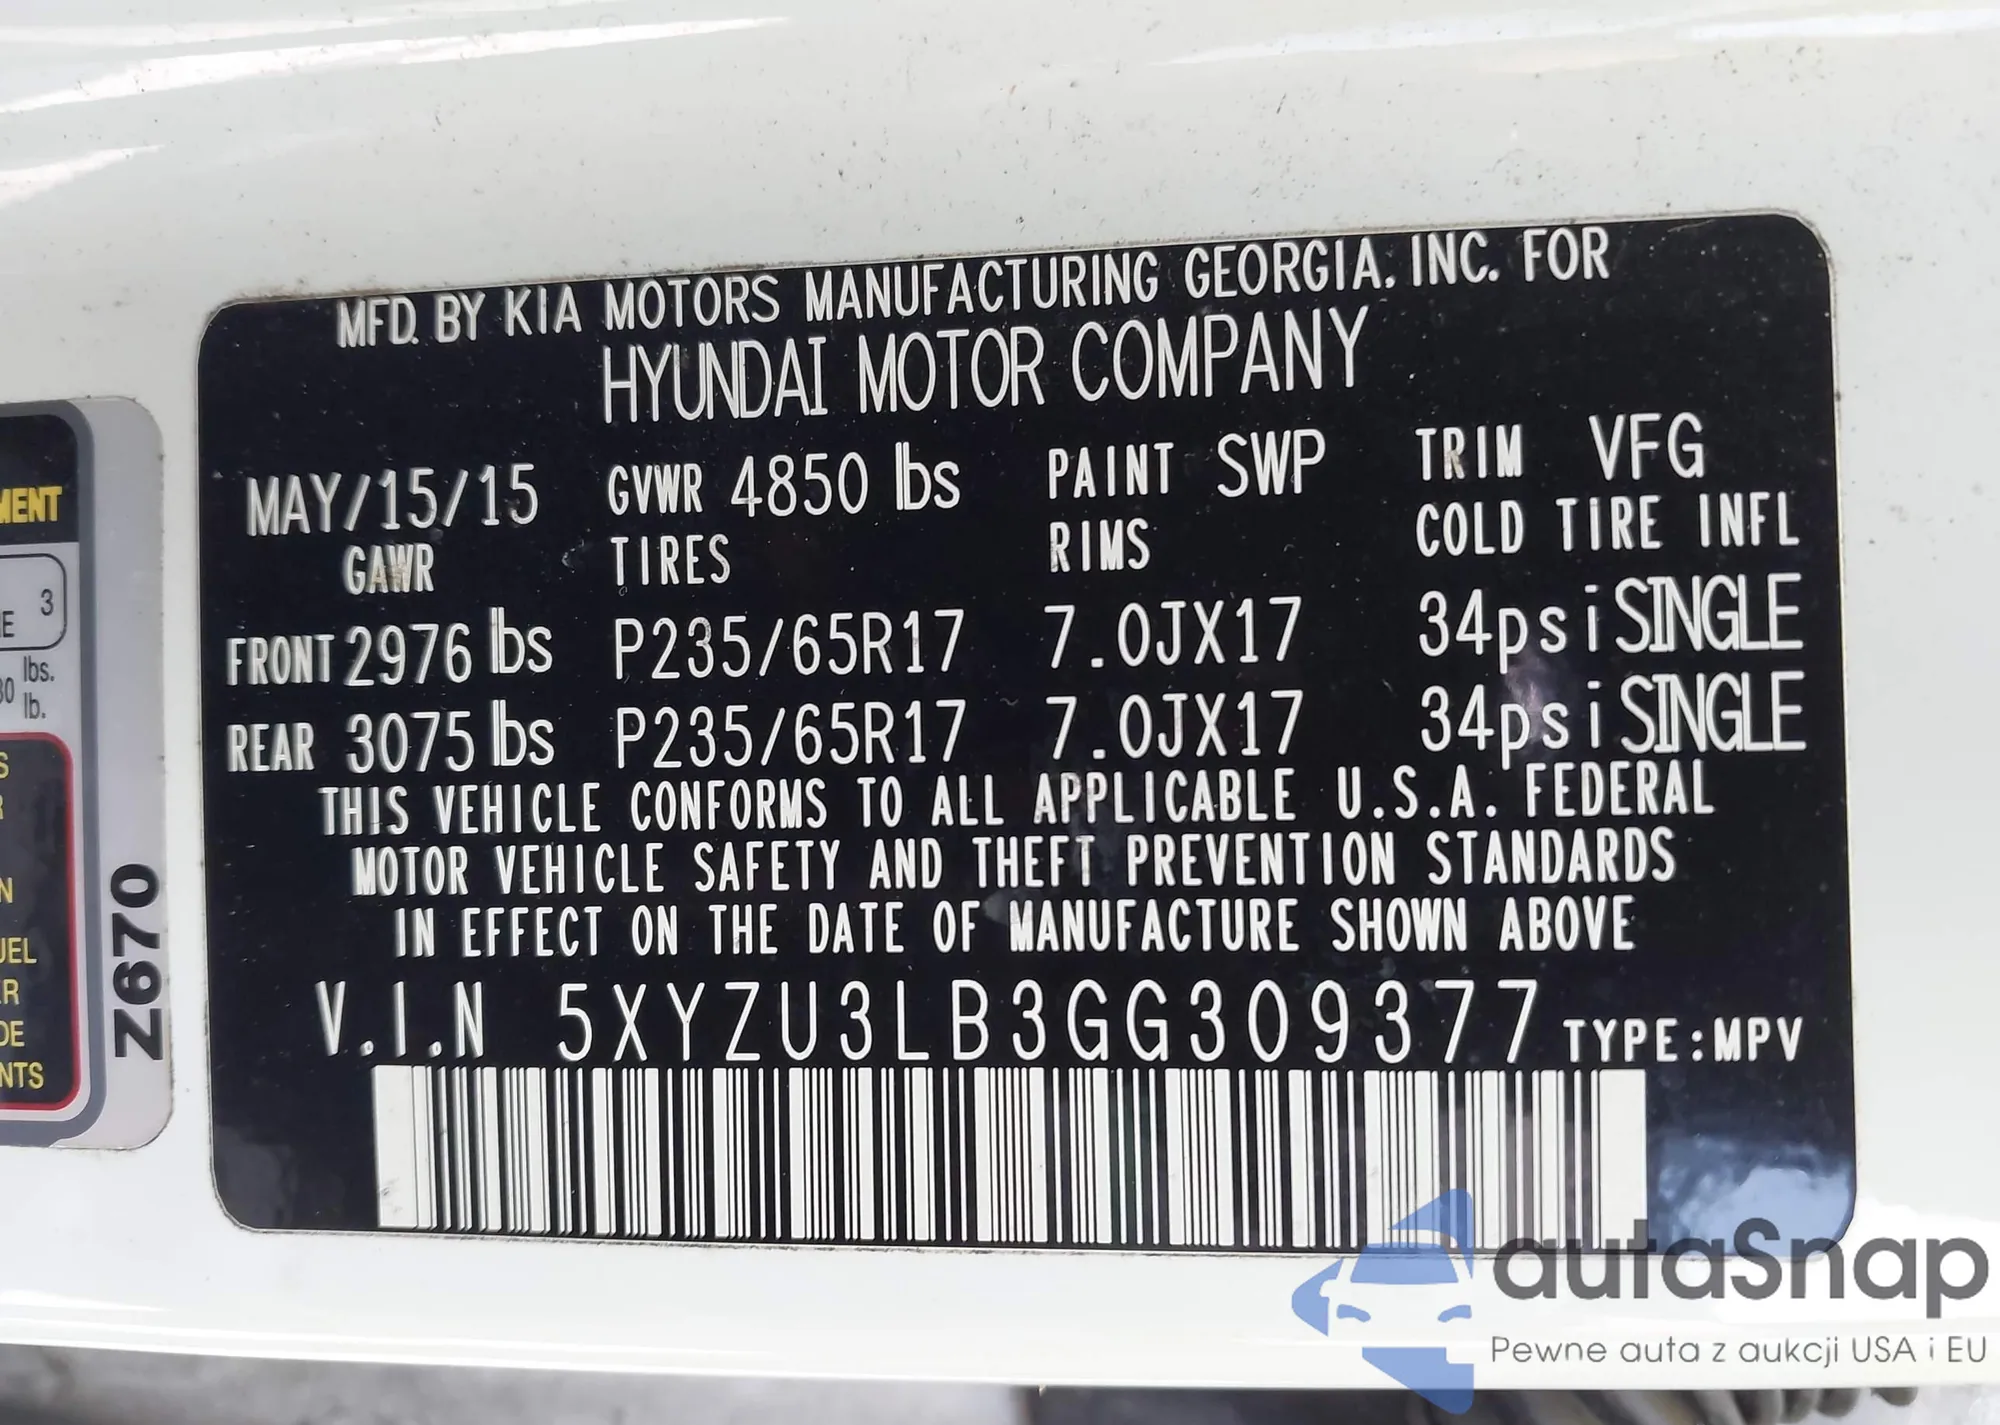 MFD. BY KIA MOTORS MANUFACTURING GEORGIA, INC. FOR
HYUNDAI MOTOR COMPANY
MAY/15/15 GVWR 4850 lbs PAINT SWP TRIM VFG
GAWR TIRES RIMS COLD TIRE INFL
FRONT 2976 lbs P235/65R17 7.0JX17 34psi SINGLE
REAR 3075 lbs P235/65R17 7.0JX17 34psi SINGLE
THIS VEHICLE CONFORMS TO ALL APPLICABLE U.S.A. FEDERAL
MOTOR VEHICLE SAFETY AND THEFT PREVENTION STANDARDS
IN EFFECT ON THE DATE OF MANUFACTURE SHOWN ABOVE
V.I.N 5XYZU3LB3GG309377 TYPE:MPV
3
lbs.
lb.
Z670
autaSnap
Pewne auta z aukcji USA i EU